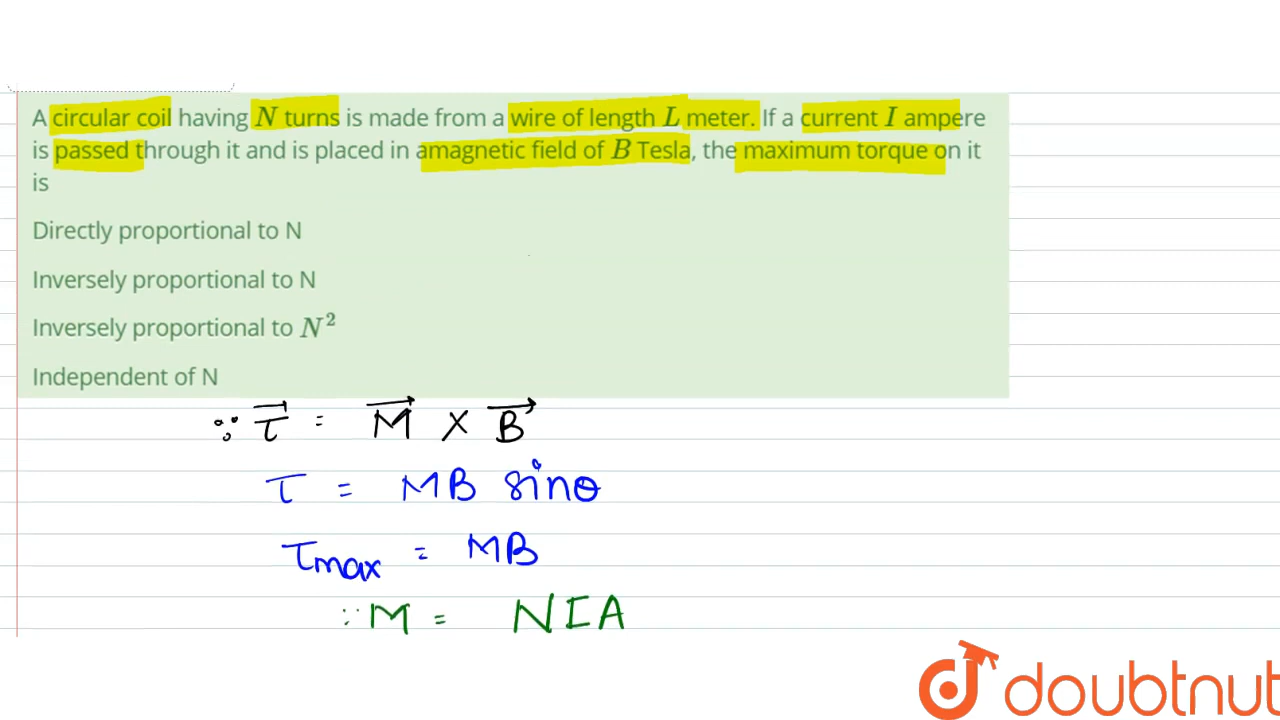 A circular coil having N turns is made from a wire of length L meter. If a current I ampere
is passed through it and is placed in amagnetic field of B Tesla, the maximum torque on it
is
Directly proportional to N
Inversely proportional to N
Inversely proportional to N²
Independent of N
∵ τ⃗ = M⃗ × B⃗
τ = MB sinθ
τmax = MB
∵ M = NIA
doubtnut